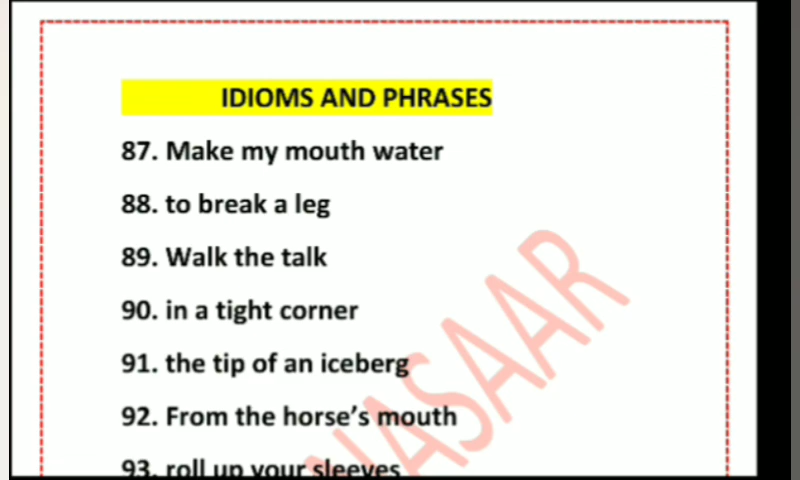 IDIOMS AND PHRASES
87. Make my mouth water
88. to break a leg
89. Walk the talk
90. in a tight corner
91. the tip of an iceberg
92. From the horse's mouth
93. roll up your sleeves
NASAAR